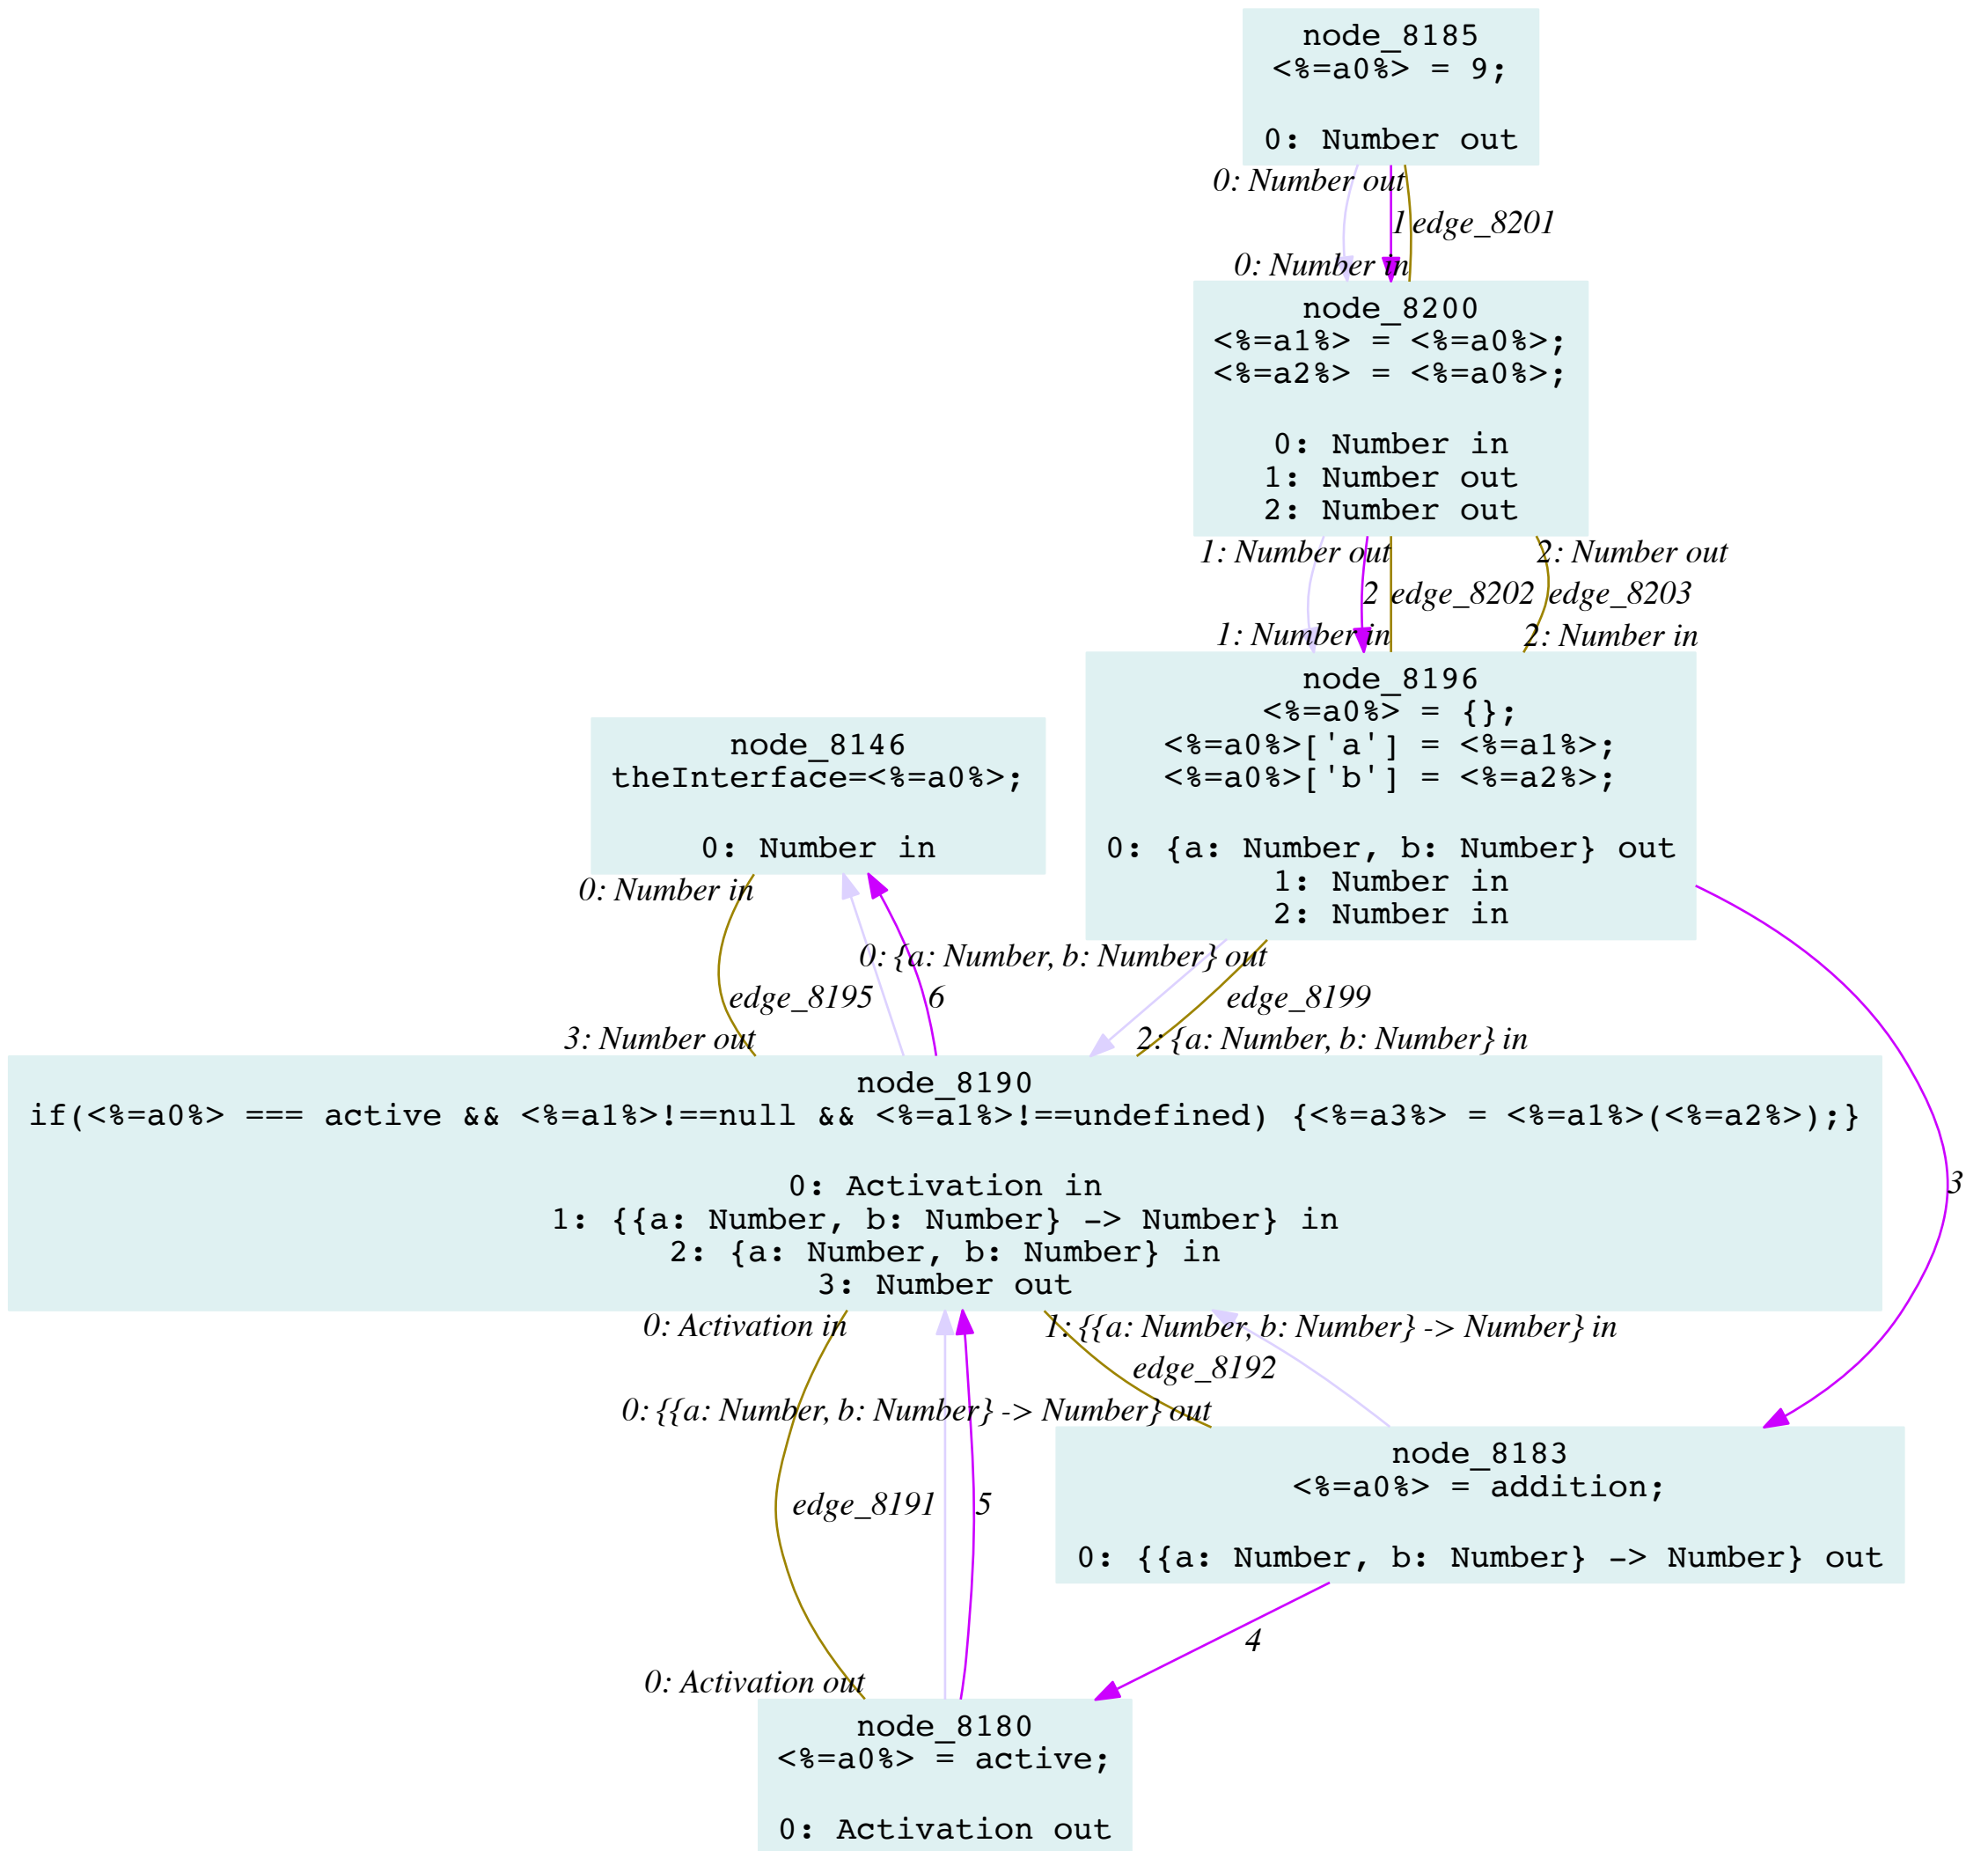 node_8185
<%=a0%> = 9;
0: Number out
0: Number out
1 edge_8201
0: Number in
node_8200
<%=a1%> = <%=a0%>;
<%=a2%> = <%=a0%>;
0: Number in
1: Number out
2: Number out
1: Number out 2: Number out
2 edge_8202 edge_8203
1: Number in 2: Number in
node_8196
<%=a0%> = {};
<%=a0%>['a'] = <%=a1%>;
<%=a0%>['b'] = <%=a2%>;
0: {a: Number, b: Number} out
1: Number in
2: Number in
node_8146
theInterface=<%=a0%>;
0: Number in
0: Number in
0: {a: Number, b: Number} out
edge_8195 6 edge_8199
3: Number out 2: {a: Number, b: Number} in
node_8190
if(<%=a0%> === active && <%=a1%>!==null && <%=a1%>!==undefined) {<%=a3%> = <%=a1%>(<%=a2%>);}
0: Activation in
1: {{a: Number, b: Number} -> Number} in
2: {a: Number, b: Number} in
3: Number out
3
0: Activation in 1: {{a: Number, b: Number} -> Number} in
edge_8192
0: {{a: Number, b: Number} -> Number} out
node_8183
<%=a0%> = addition;
0: {{a: Number, b: Number} -> Number} out
edge_8191 5
4
0: Activation out
node_8180
<%=a0%> = active;
0: Activation out